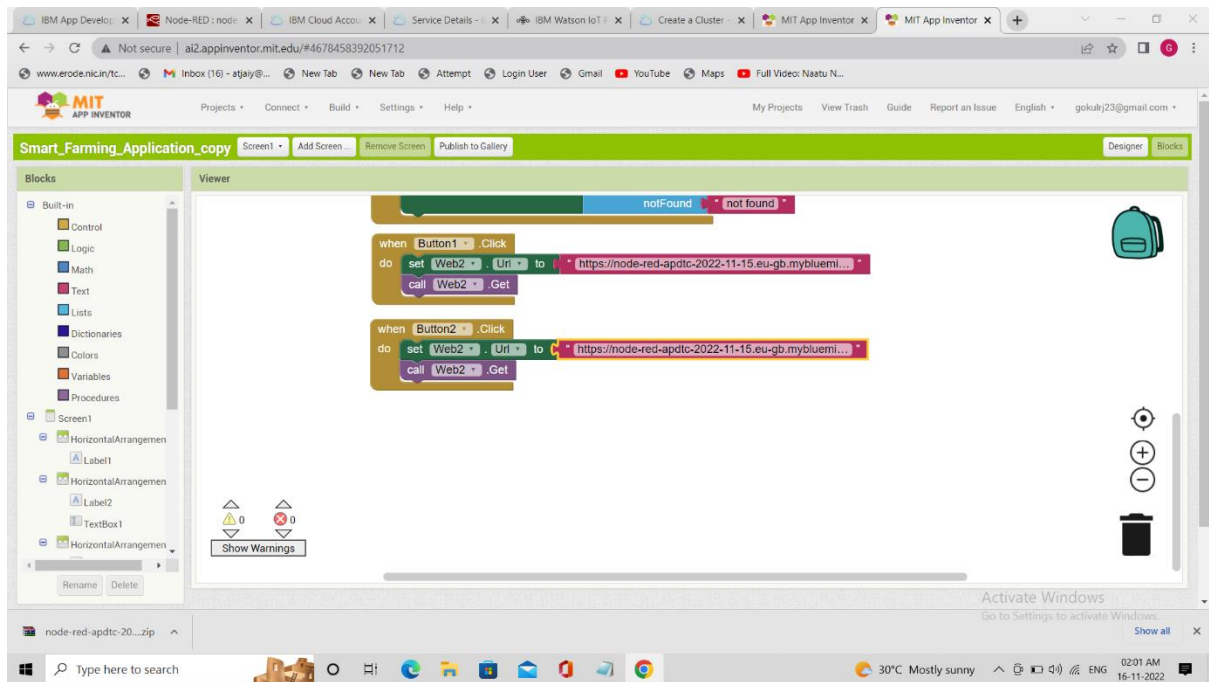 IBM App Develop
Node-RED : node
IBM Cloud Accou
Service Details -
IBM Watson IoT P
Create a Cluster -
MIT App Inventor
MIT App Inventor
Not secure | ai2.appinventor.mit.edu/#4678458392051712
www.erode.nic.in/tc... Inbox (16) - atjaiy@... New Tab New Tab Attempt Login User Gmail YouTube Maps Full Video: Naatu N...
MIT
APP INVENTOR
Projects Connect Build Settings Help My Projects View Trash Guide Report an Issue English gokulrj23@gmail.com
Smart_Farming_Application_copy Screen1 Add Screen ... Remove Screen Publish to Gallery Designer Blocks
Blocks
Viewer
Built-in
Control
Logic
Math
Text
Lists
Dictionaries
Colors
Variables
Procedures
Screen1
HorizontalArrangemen
Label1
HorizontalArrangemen
Label2
TextBox1
HorizontalArrangemen
Rename Delete
notFound " not found "
when Button1 .Click
do set Web2 . Url to " https://node-red-apdtc-2022-11-15.eu-gb.mybluemi... "
call Web2 .Get
when Button2 .Click
do set Web2 . Url to " https://node-red-apdtc-2022-11-15.eu-gb.mybluemi... "
call Web2 .Get
0 0
Show Warnings
Activate Windows
Go to Settings to activate Windows.
node-red-apdtc-20....zip
Show all
Type here to search
30°C Mostly sunny
ENG
02:01 AM
16-11-2022